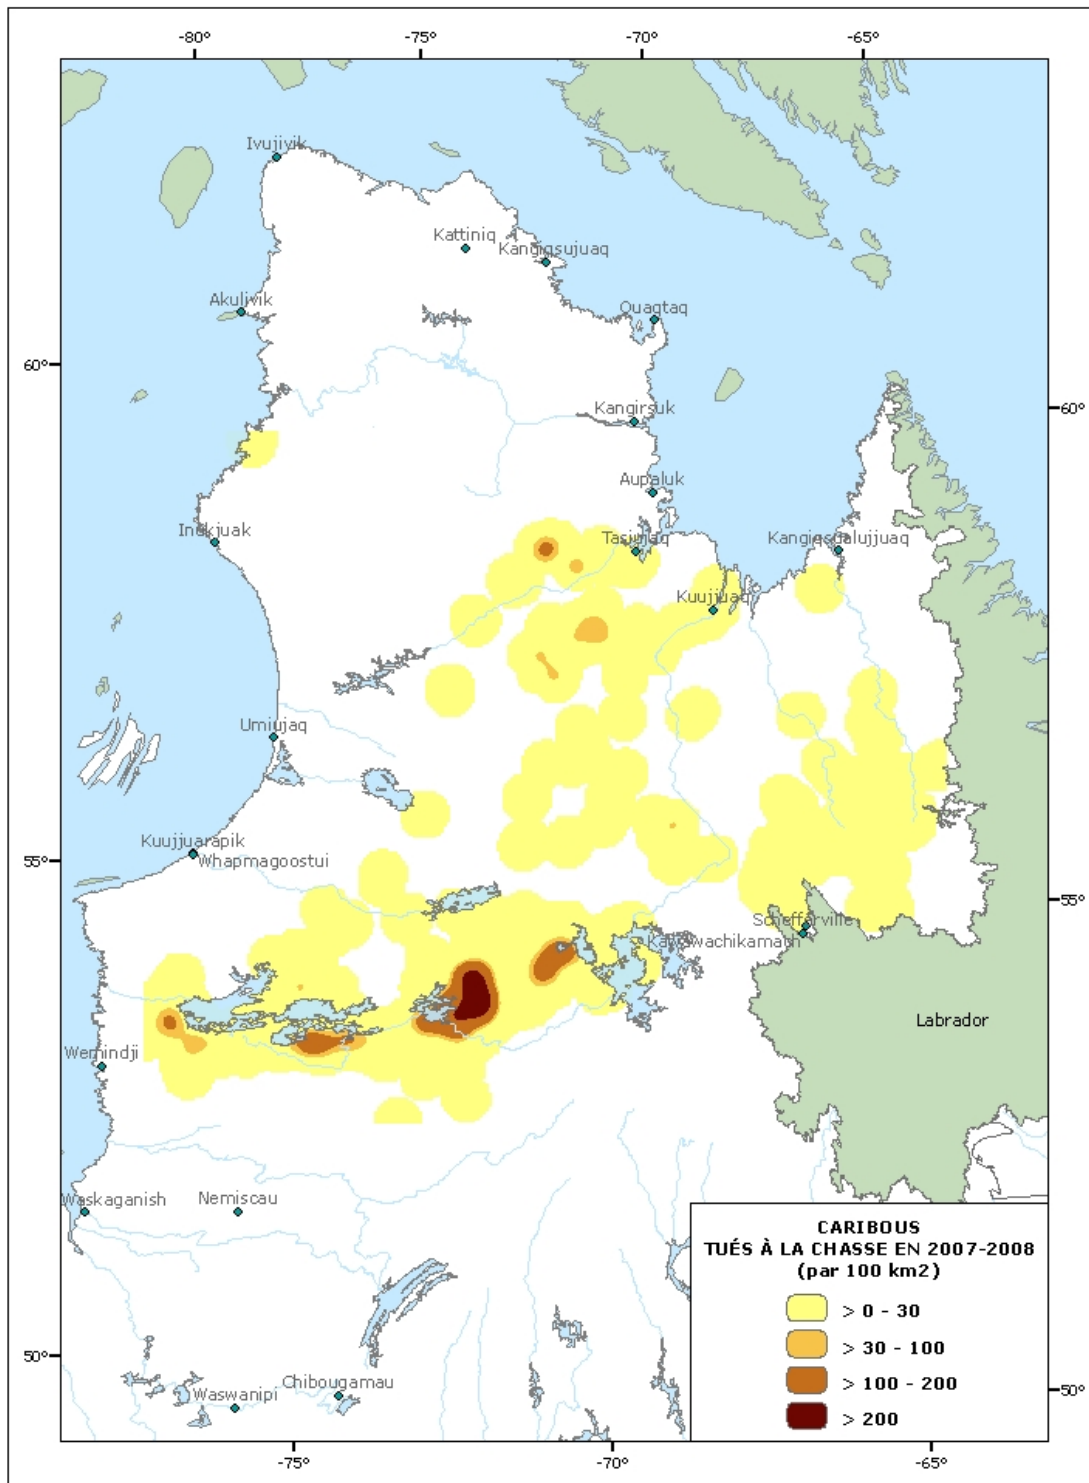 -80°
-75°
-70°
-65°
Ivujivik
Kattiniq
Kangiqsujuaq
Akulivik
Quaqtaq
60°
60°
Kangirsuk
Aupaluk
Inukjuak
Tasiujaq
Kangiqsualujjuaq
Kuujjuaq
Umiujaq
Kuujjuarapik
Whapmagoostui
55°
55°
Schefferville
Kawawachikamach
Labrador
Wemindji
Waskaganish
Nemiscau
CARIBOUS
TUÉS À LA CHASSE EN 2007-2008
(par 100 km2)
> 0 - 30
> 30 - 100
> 100 - 200
> 200
50°
50°
Chibougamau
Waswanipi
-75°
-70°
-65°